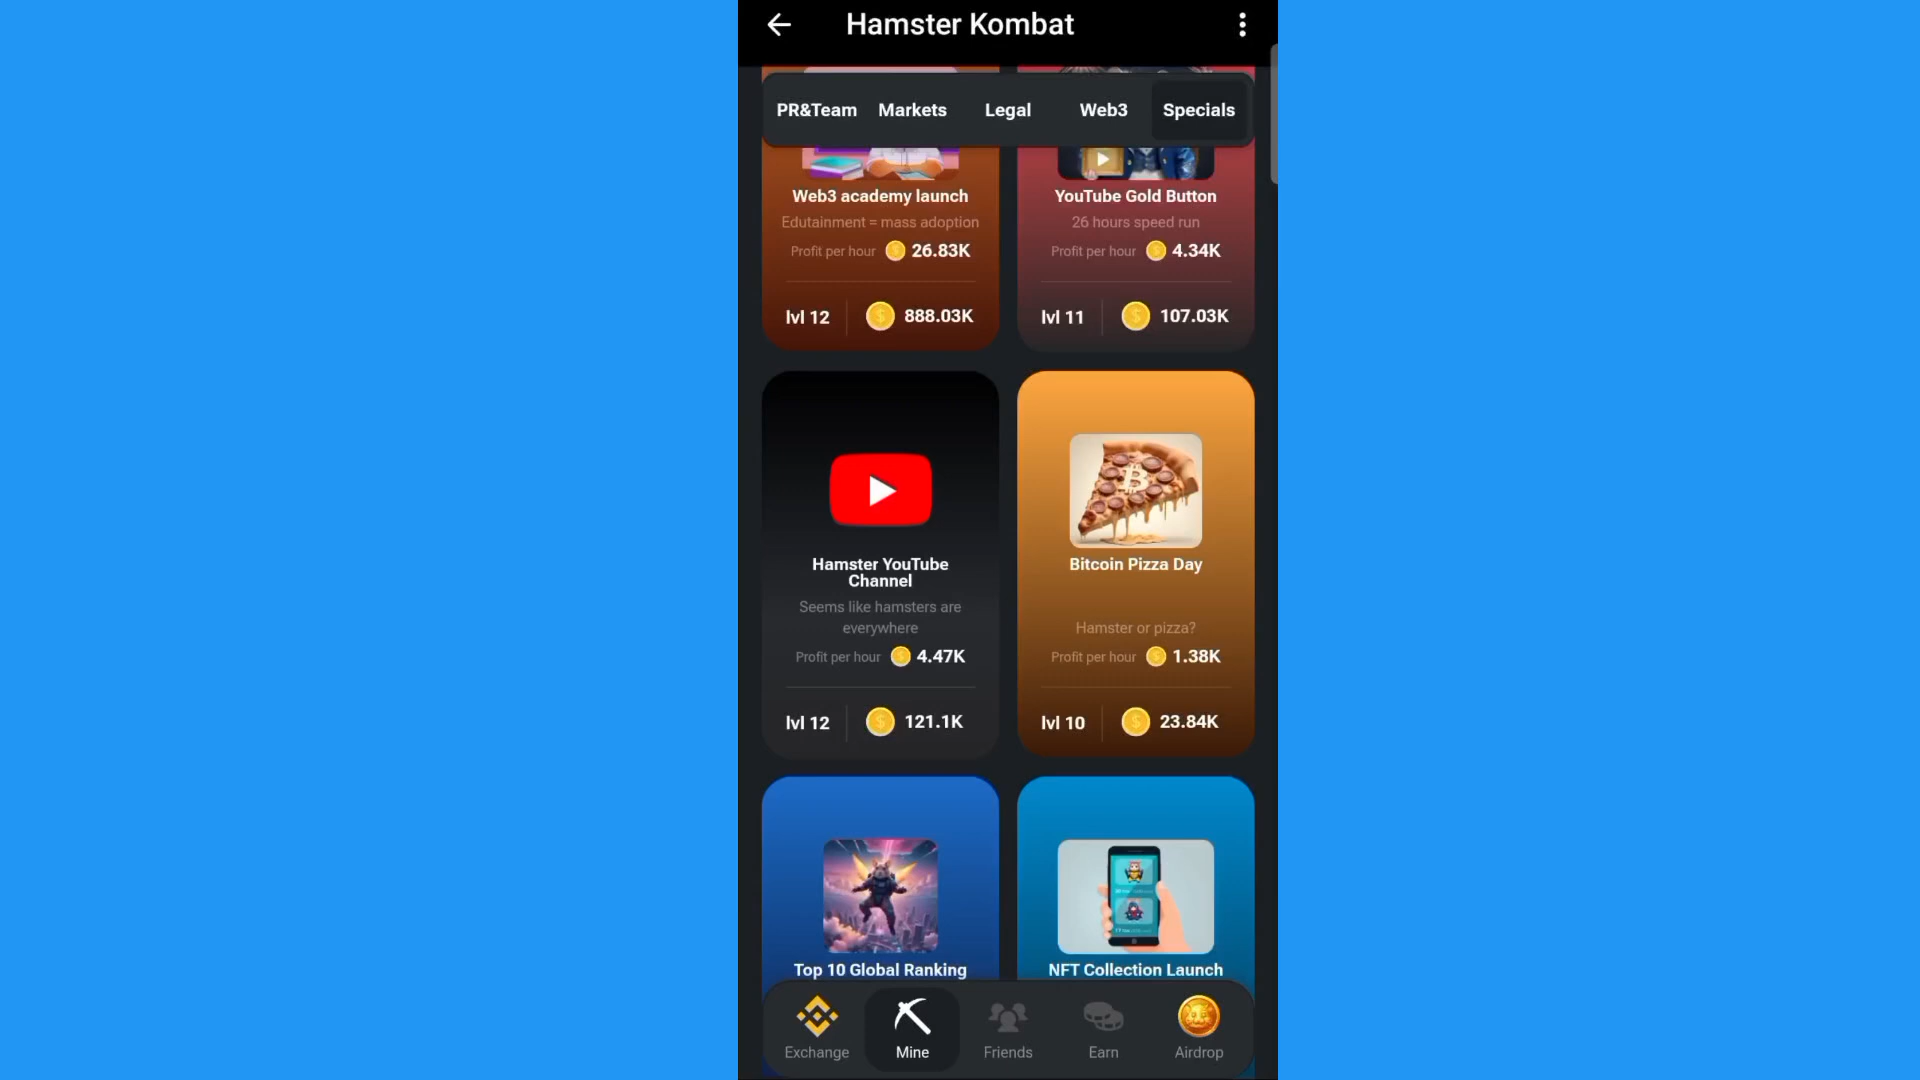 Hamster Kombat
PR&Team Markets Legal Web3 Specials
Web3 academy launch
Edutainment = mass adoption
Profit per hour 26.83K
lvl 12 888.03K
YouTube Gold Button
26 hours speed run
Profit per hour 4.34K
lvl 11 107.03K
Hamster YouTube
Channel
Seems like hamsters are
everywhere
Profit per hour 4.47K
lvl 12 121.1K
Bitcoin Pizza Day
Hamster or pizza?
Profit per hour 1.38K
lvl 10 23.84K
Top 10 Global Ranking
NFT Collection Launch
Exchange Mine Friends Earn Airdrop